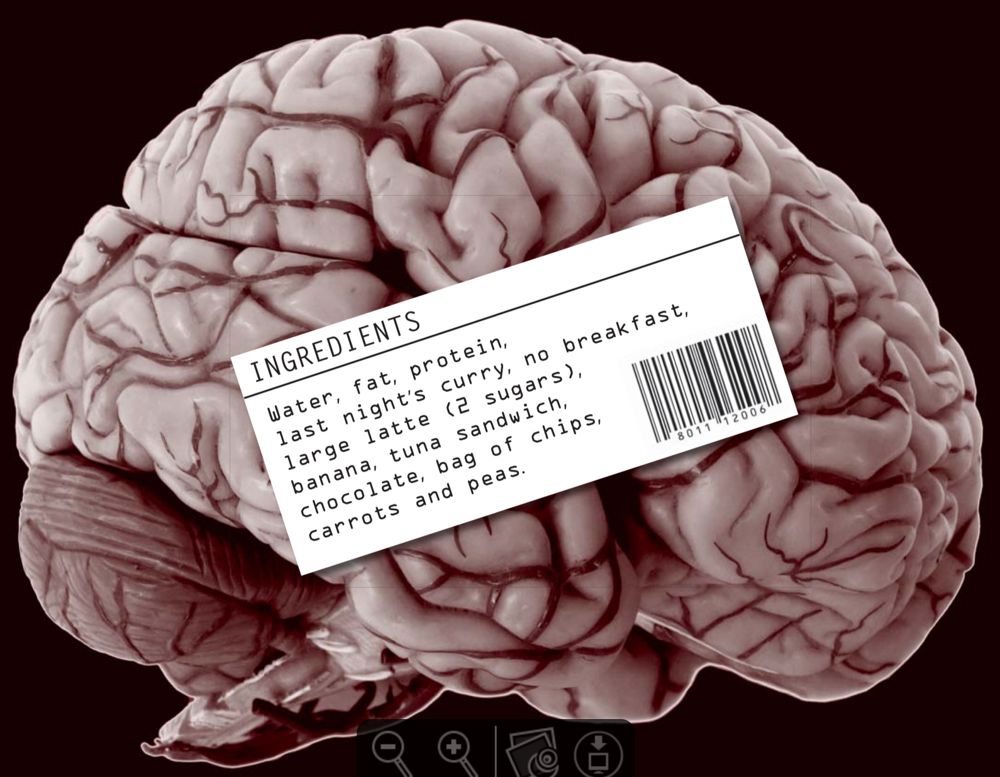 INGREDIENTS
Water, fat, protein,
last night's curry, no breakfast,
large latte (2 sugars),
banana, tuna sandwich,
chocolate, bag of chips,
carrots and peas.
8011 12006